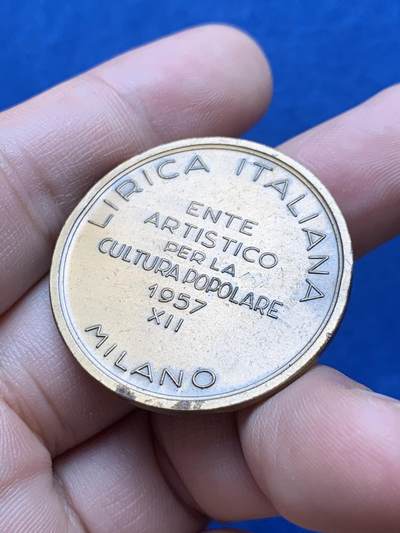 LIRICA ITALIANA
ENTE
ARTISTICO
PER LA
CULTURA POPOLARE
1957
XII
MILANO